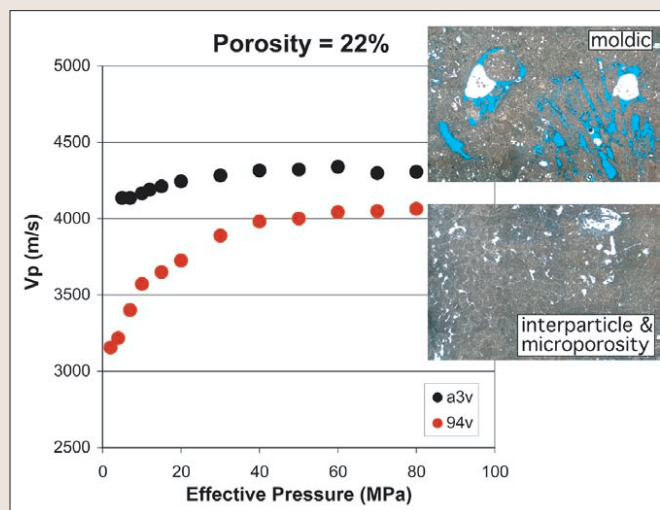 Porosity = 22%
moldic
interparticle &
microporosity
5000
4500
4000
3500
3000
2500
Vp (m/s)
a3v
94v
0
20
40
60
80
100
Effective Pressure (MPa)